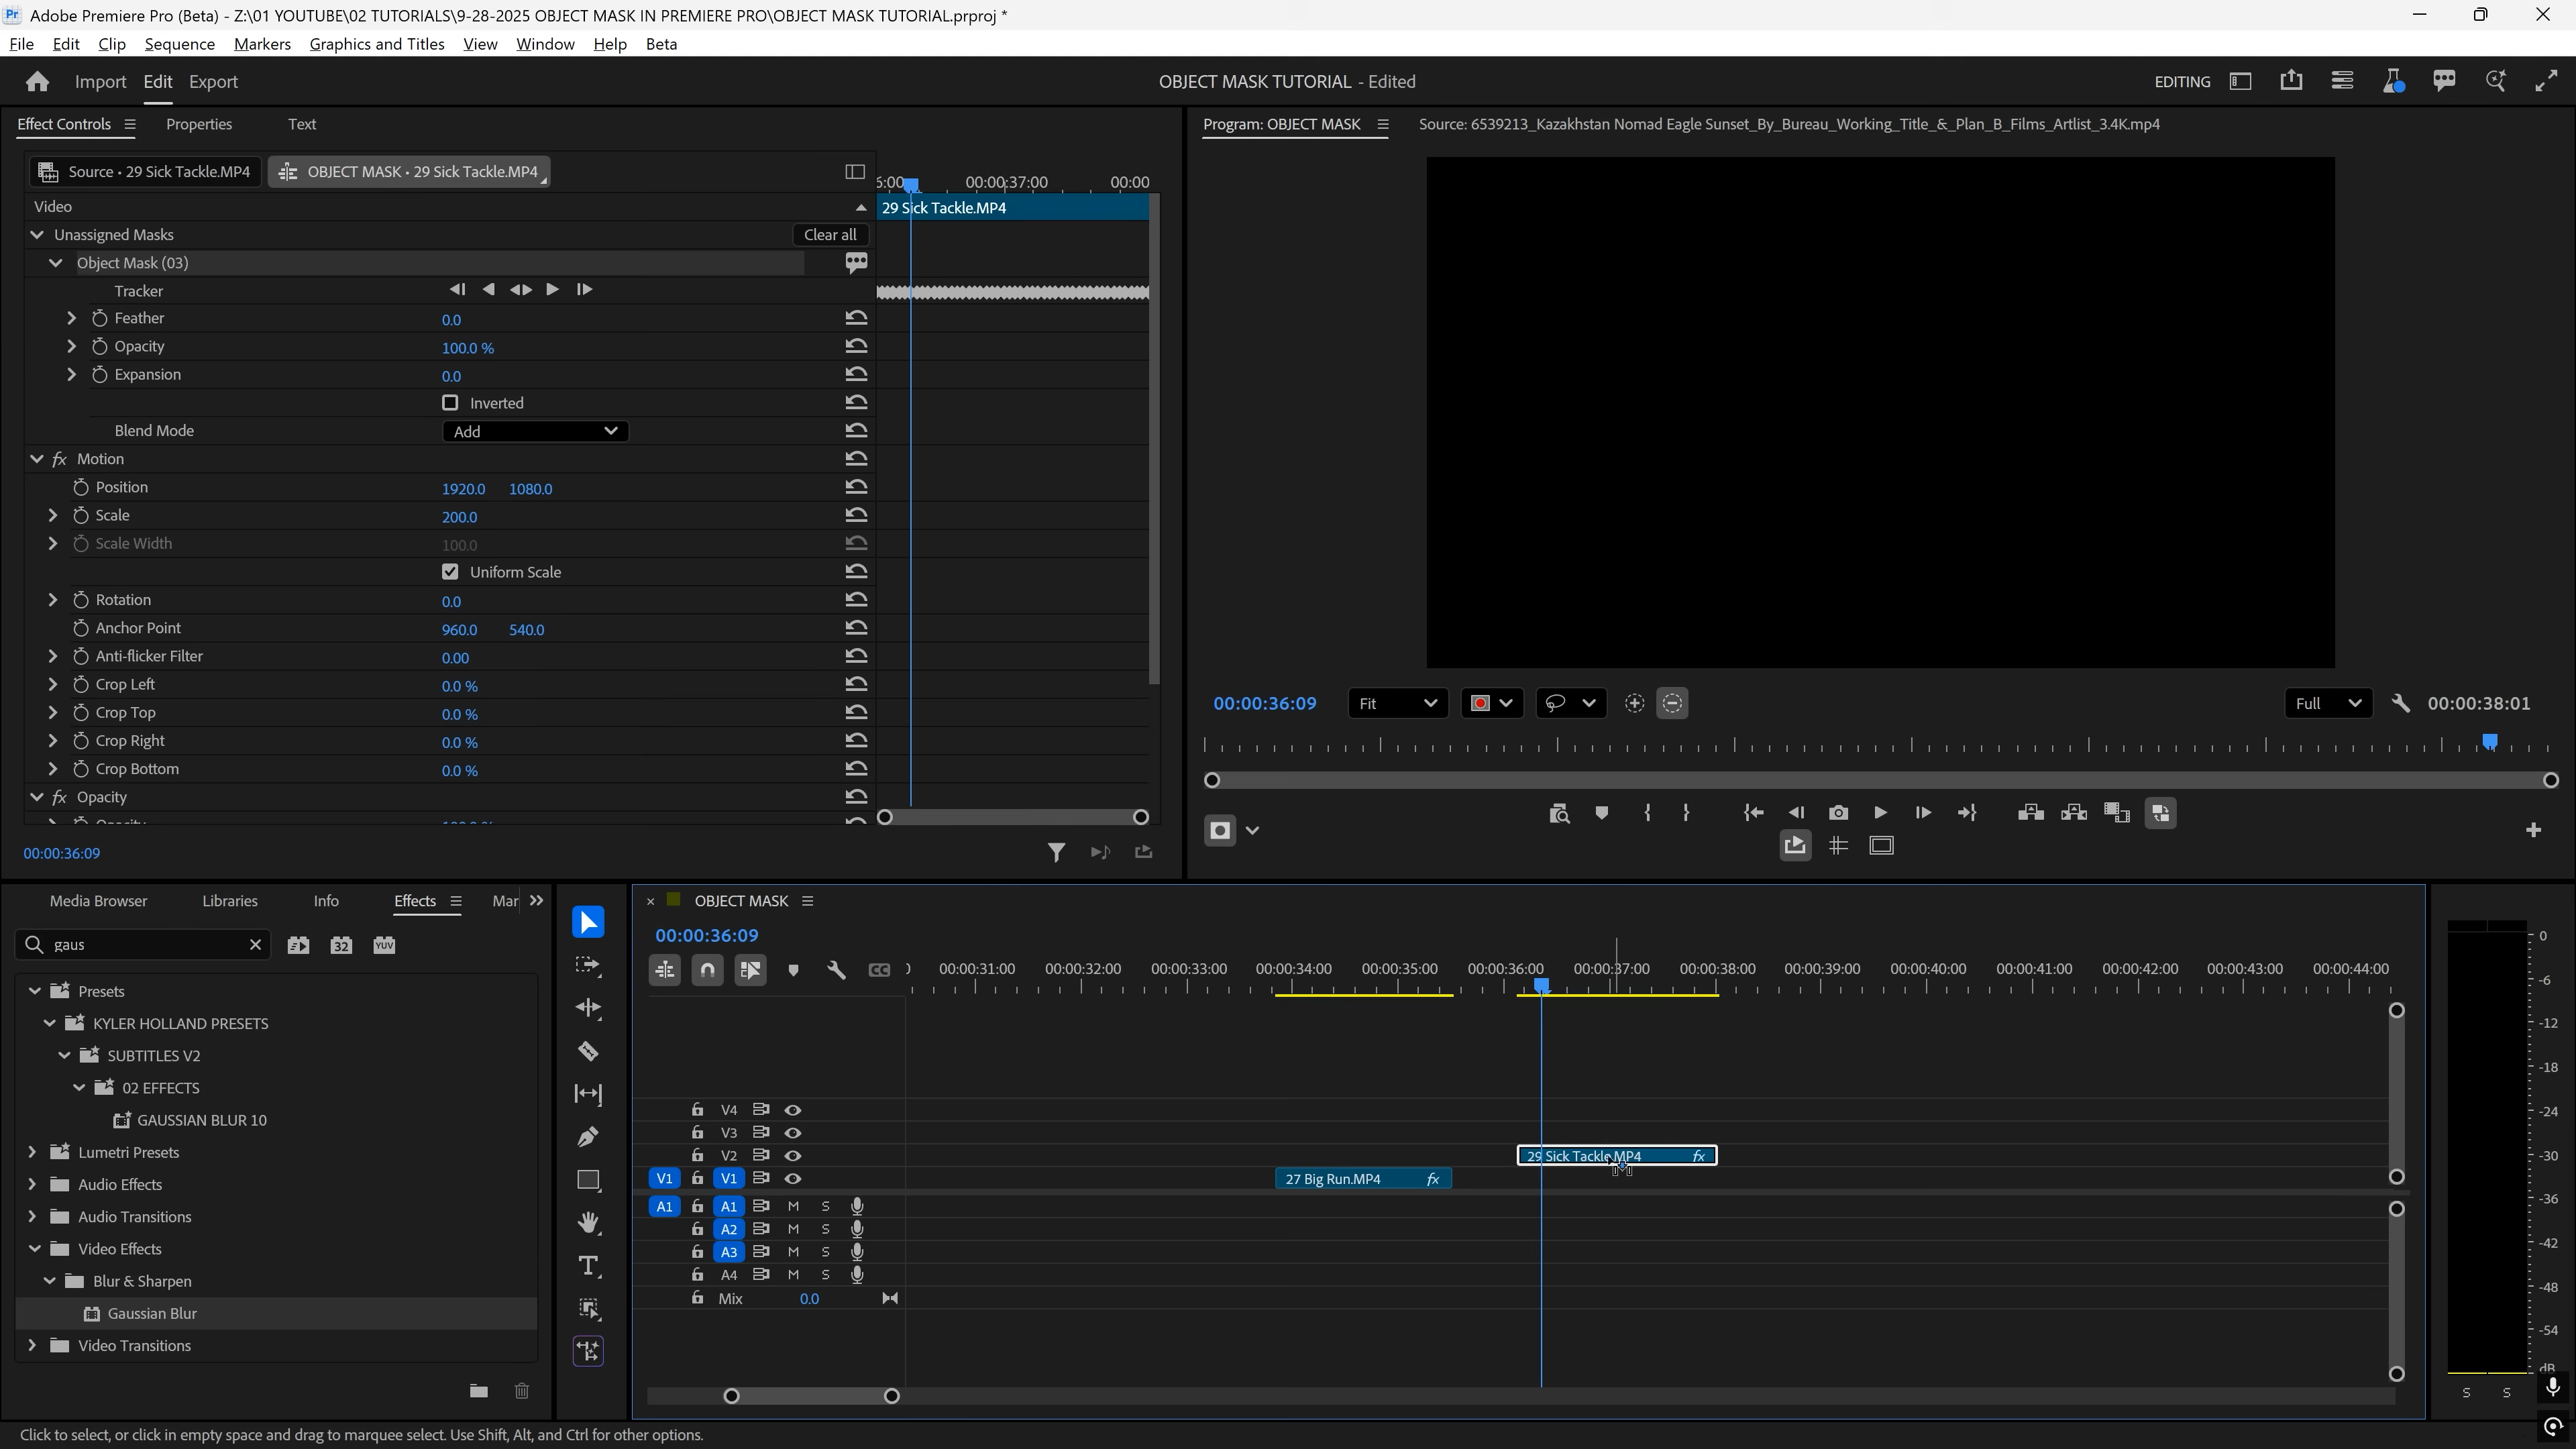 Pr Adobe Premiere Pro (Beta) - Z:\01 YOUTUBE\02 TUTORIALS\9-28-2025 OBJECT MASK IN PREMIERE PRO\OBJECT MASK TUTORIAL.prproj *
File Edit Clip Sequence Markers Graphics and Titles View Window Help Beta
Import Edit Export
OBJECT MASK TUTORIAL - Edited
EDITING
Effect Controls Properties Text
Source • 29 Sick Tackle.MP4 OBJECT MASK • 29 Sick Tackle.MP4
6:00 00:00:37:00 00:00
Video
29 Sick Tackle.MP4
Unassigned Masks Clear all
Object Mask (03)
Tracker
Feather 0.0
Opacity 100.0 %
Expansion 0.0
Inverted
Blend Mode Add
fx Motion
Position 1920.0 1080.0
Scale 200.0
Scale Width 100.0
Uniform Scale
Rotation 0.0
Anchor Point 960.0 540.0
Anti-flicker Filter 0.00
Crop Left 0.0 %
Crop Top 0.0 %
Crop Right 0.0 %
Crop Bottom 0.0 %
fx Opacity
00:00:36:09
Program: OBJECT MASK Source: 6539213_Kazakhstan Nomad Eagle Sunset_By_Bureau_Working_Title_&_Plan_B_Films_Artlist_3.4K.mp4
00:00:36:09 Fit Full 00:00:38:01
Media Browser Libraries Info Effects Mar
gaus 32 YUV
Presets
KYLER HOLLAND PRESETS
SUBTITLES V2
02 EFFECTS
GAUSSIAN BLUR 10
Lumetri Presets
Audio Effects
Audio Transitions
Video Effects
Blur & Sharpen
Gaussian Blur
Video Transitions
× OBJECT MASK
00:00:36:09
CC
00:00:31:00 00:00:32:00 00:00:33:00 00:00:34:00 00:00:35:00 00:00:36:00 00:00:37:00 00:00:38:00 00:00:39:00 00:00:40:00 00:00:41:00 00:00:42:00 00:00:43:00 00:00:44:00
V4
V3
V2 29 Sick Tackle.MP4 fx
V1 V1 27 Big Run.MP4 fx
A1 A1 M S
A2 M S
A3 M S
A4 M S
Mix 0.0
0
-6
-12
-18
-24
-30
-36
-42
-48
-54
dB
S S
Click to select, or click in empty space and drag to marquee select. Use Shift, Alt, and Ctrl for other options.